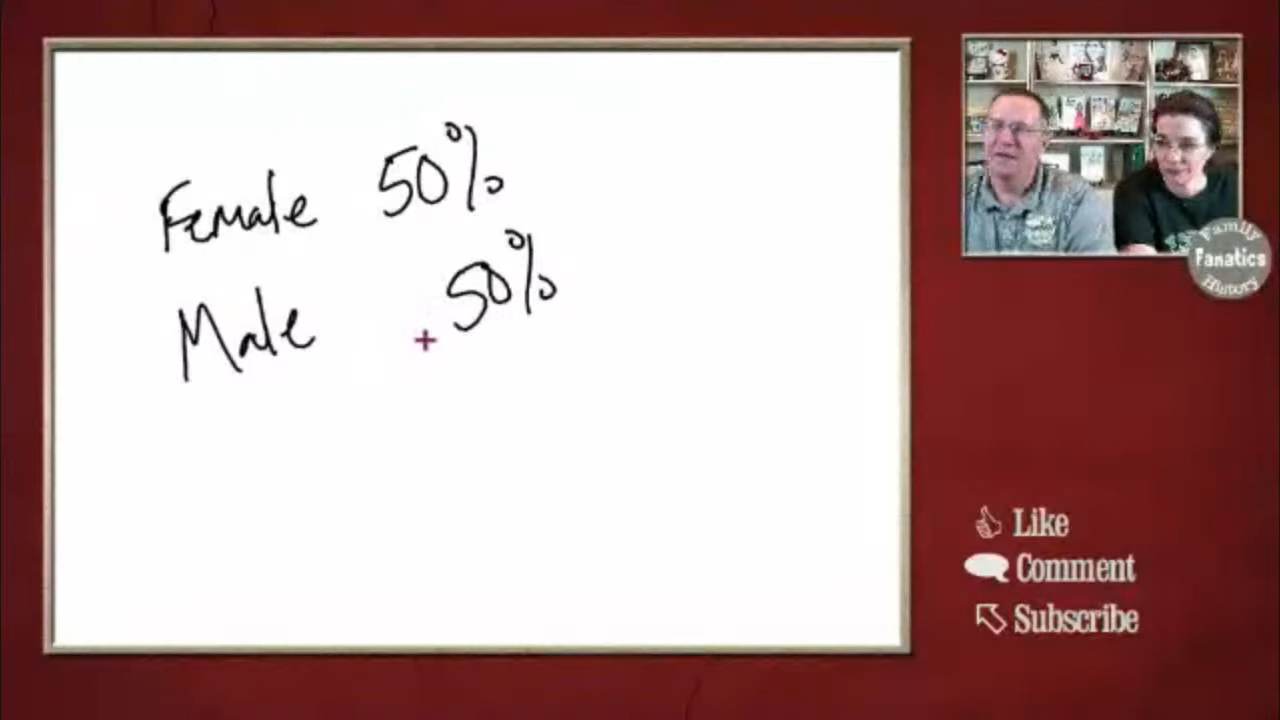 Female 50%
Male 50%
Family
Fanatics
History
Like
Comment
Subscribe